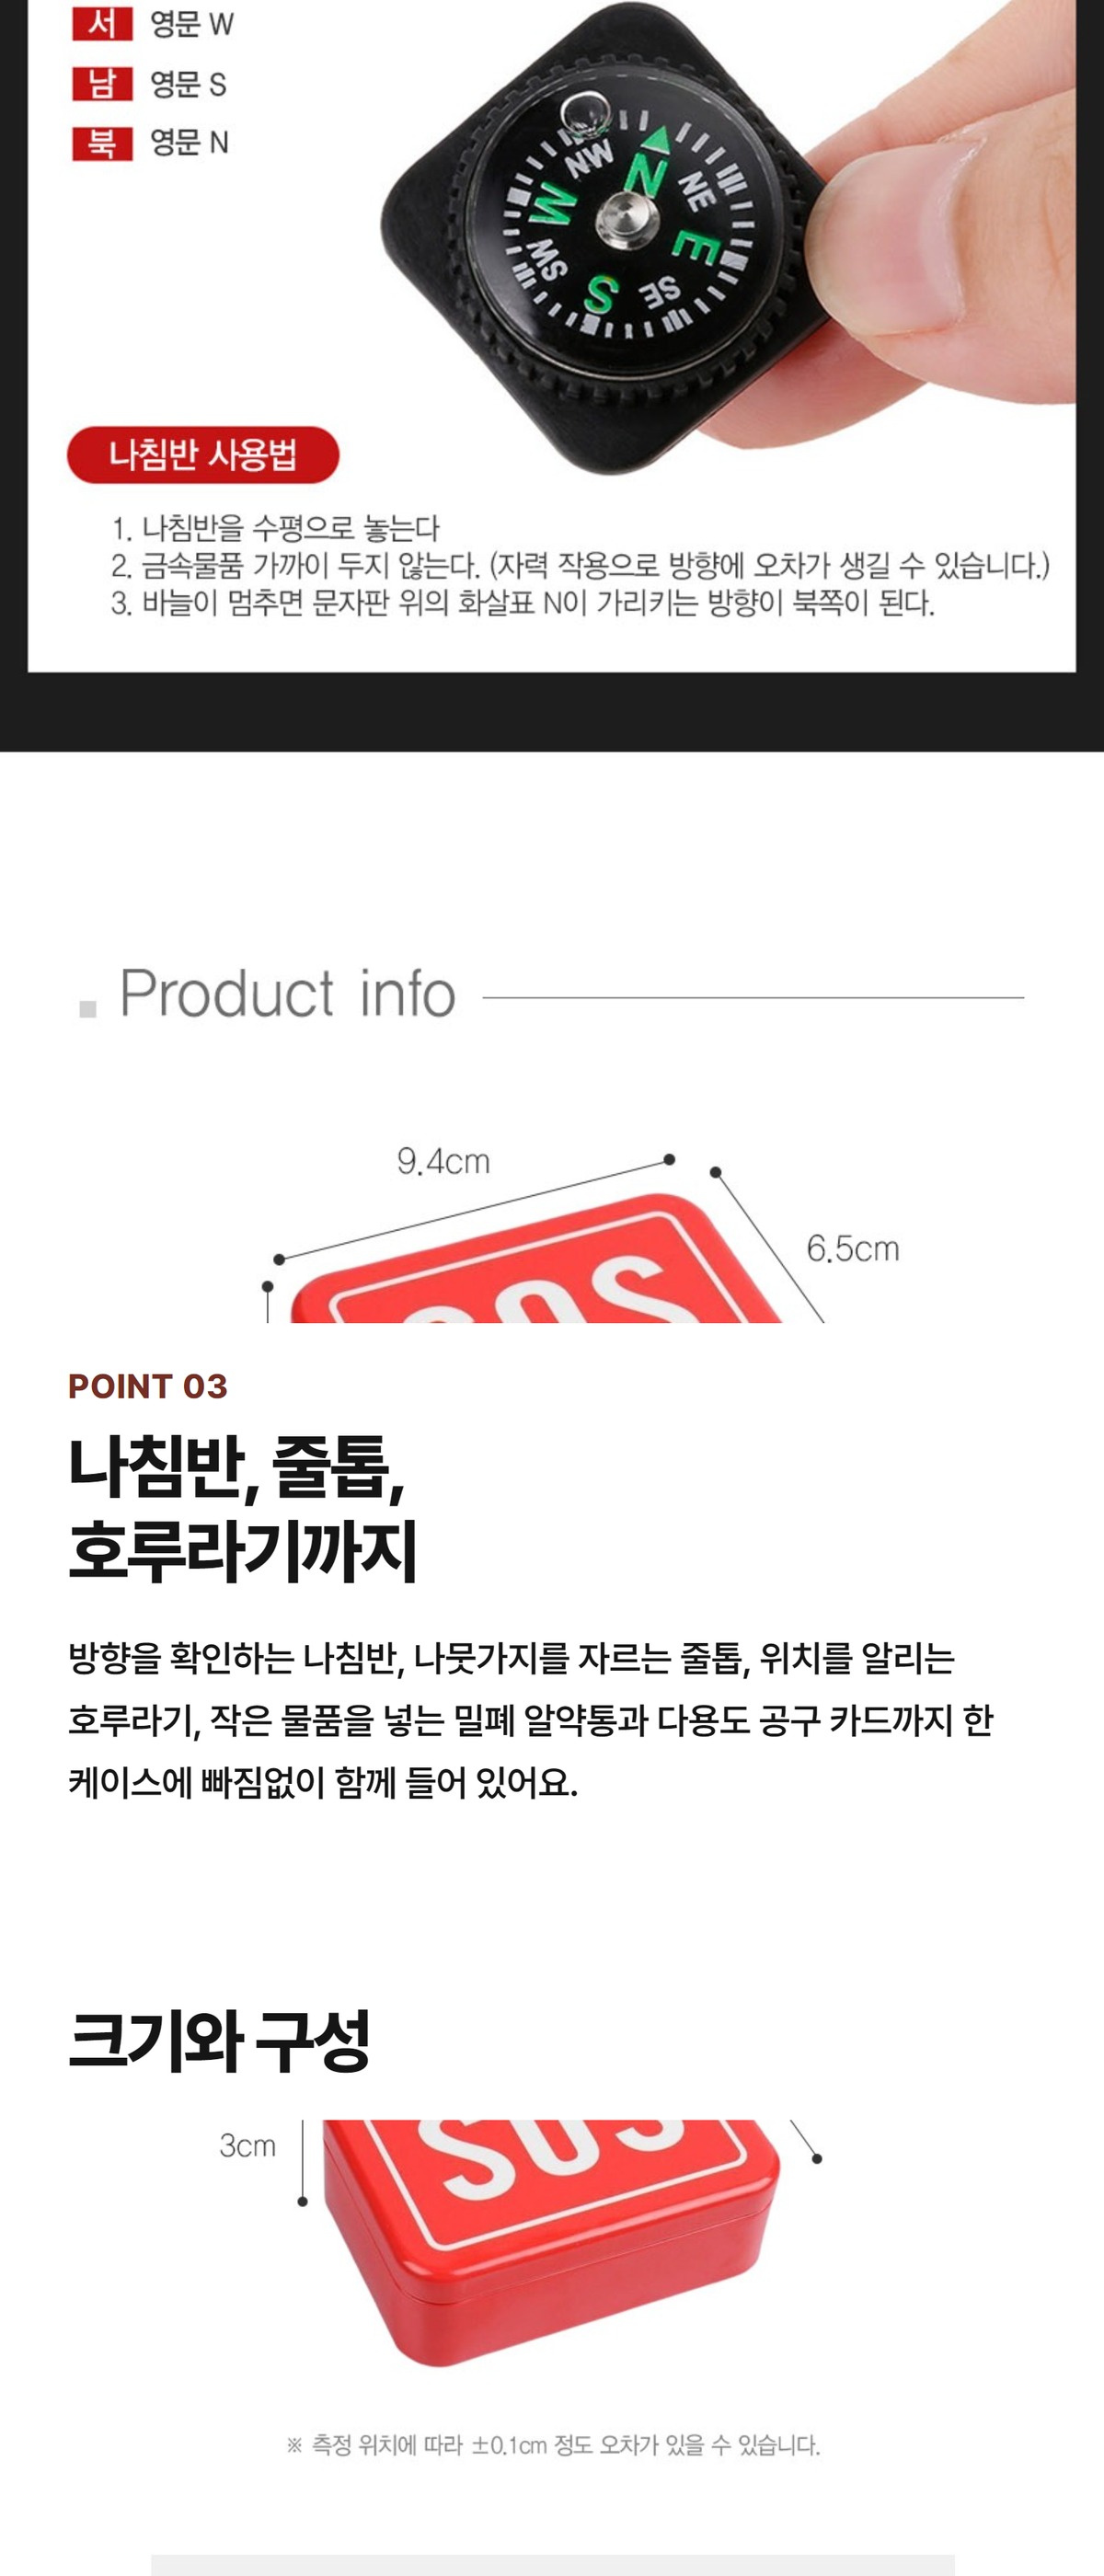 서 영문 W
남 영문 S
북 영문 N
N
NE
E
SE
S
SW
W
NW
나침반 사용법
1. 나침반을 수평으로 놓는다
2. 금속물품 가까이 두지 않는다. (자력 작용으로 방향에 오차가 생길 수 있습니다.)
3. 바늘이 멈추면 문자판 위의 화살표 N이 가리키는 방향이 북쪽이 된다.
Product info
9.4cm
6.5cm
SOS
POINT 03
나침반, 줄톱,
호루라기까지
방향을 확인하는 나침반, 나뭇가지를 자르는 줄톱, 위치를 알리는
호루라기, 작은 물품을 넣는 밀폐 알약통과 다용도 공구 카드까지 한
케이스에 빠짐없이 함께 들어 있어요.
크기와 구성
3cm
SOS
※ 측정 위치에 따라 ±0.1cm 정도 오차가 있을 수 있습니다.